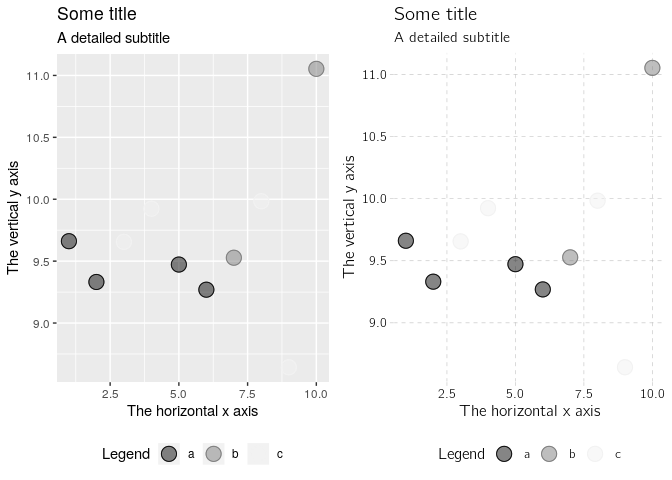 Some title
A detailed subtitle
The vertical y axis
11.0
10.5
10.0
9.5
9.0
2.5 5.0 7.5 10.0
The horizontal x axis
Legend a b c
Some title
A detailed subtitle
The vertical y axis
11.0
10.5
10.0
9.5
9.0
2.5 5.0 7.5 10.0
The horizontal x axis
Legend a b c